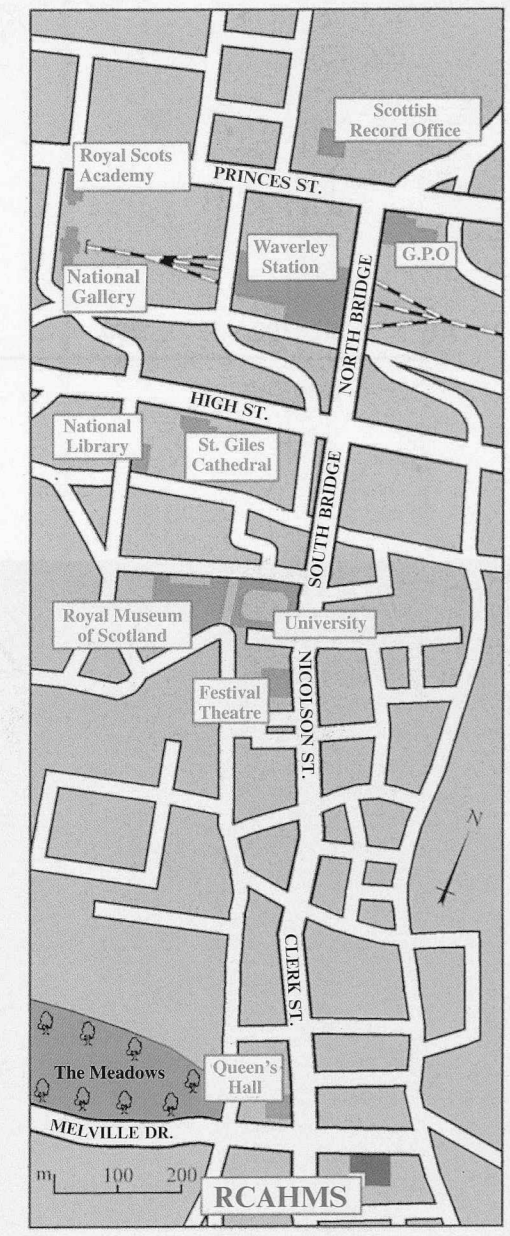 Scottish
Record Office
Royal Scots
Academy
PRINCES ST.
Waverley
Station
G.P.O
National
Gallery
NORTH BRIDGE
HIGH ST.
National
Library
St. Giles
Cathedral
SOUTH BRIDGE
Royal Museum
of Scotland
University
Festival
Theatre
NICOLSON ST.
N
CLERK ST.
The Meadows
Queen's
Hall
MELVILLE DR.
m 100 200
RCAHMS